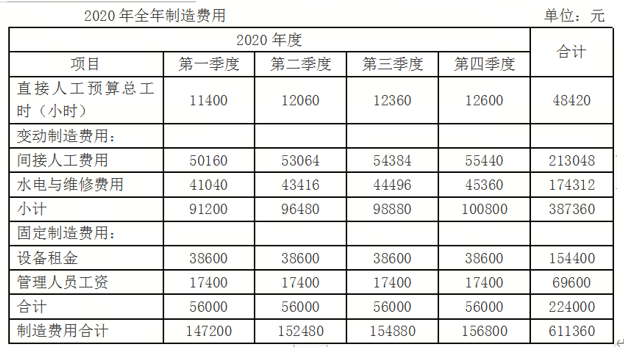 2020 年全年制造费用 单位：元
2020 年度 合计
项目 第一季度 第二季度 第三季度 第四季度
直接人工预算总工
时（小时） 11400 12060 12360 12600 48420
变动制造费用：
间接人工费用 50160 53064 54384 55440 213048
水电与维修费用 41040 43416 44496 45360 174312
小计 91200 96480 98880 100800 387360
固定制造费用：
设备租金 38600 38600 38600 38600 154400
管理人员工资 17400 17400 17400 17400 69600
合计 56000 56000 56000 56000 224000
制造费用合计 147200 152480 154880 156800 611360